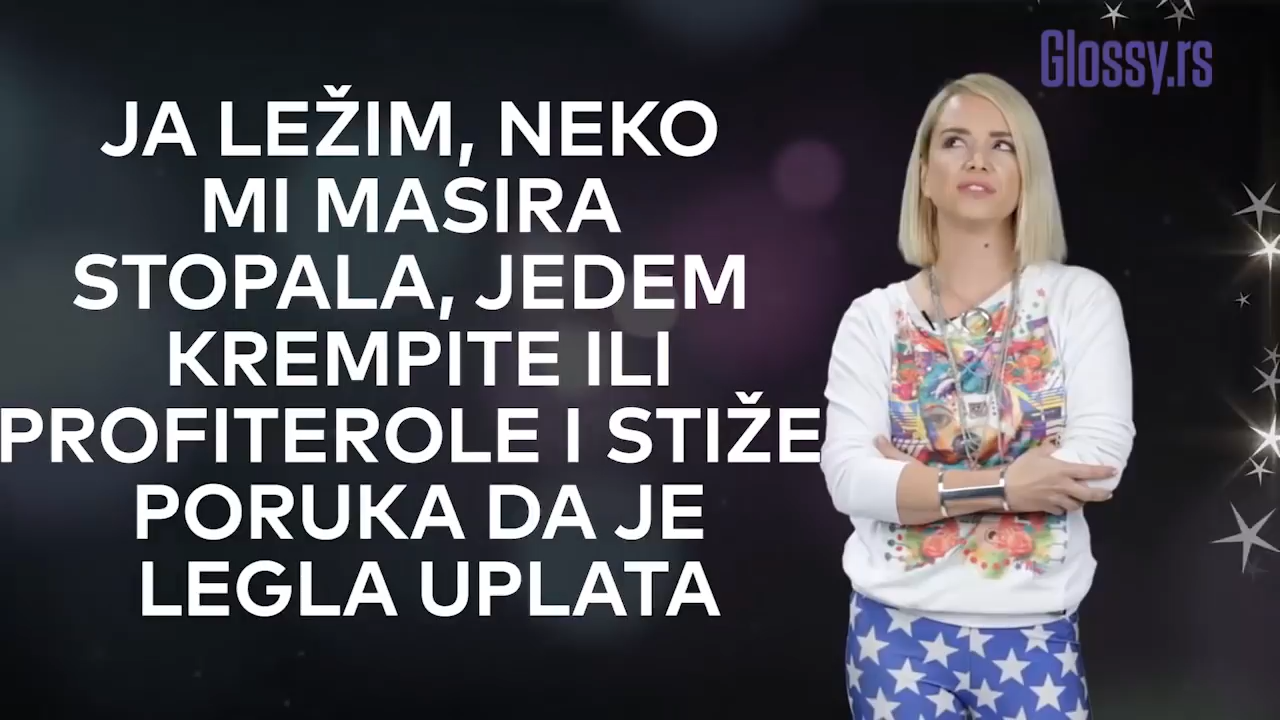 Glossy.rs
JA LEŽIM, NEKO
MI MASIRA
STOPALA, JEDEM
KREMPITE ILI
PROFITEROLE I STIŽE
PORUKA DA JE
LEGLA UPLATA